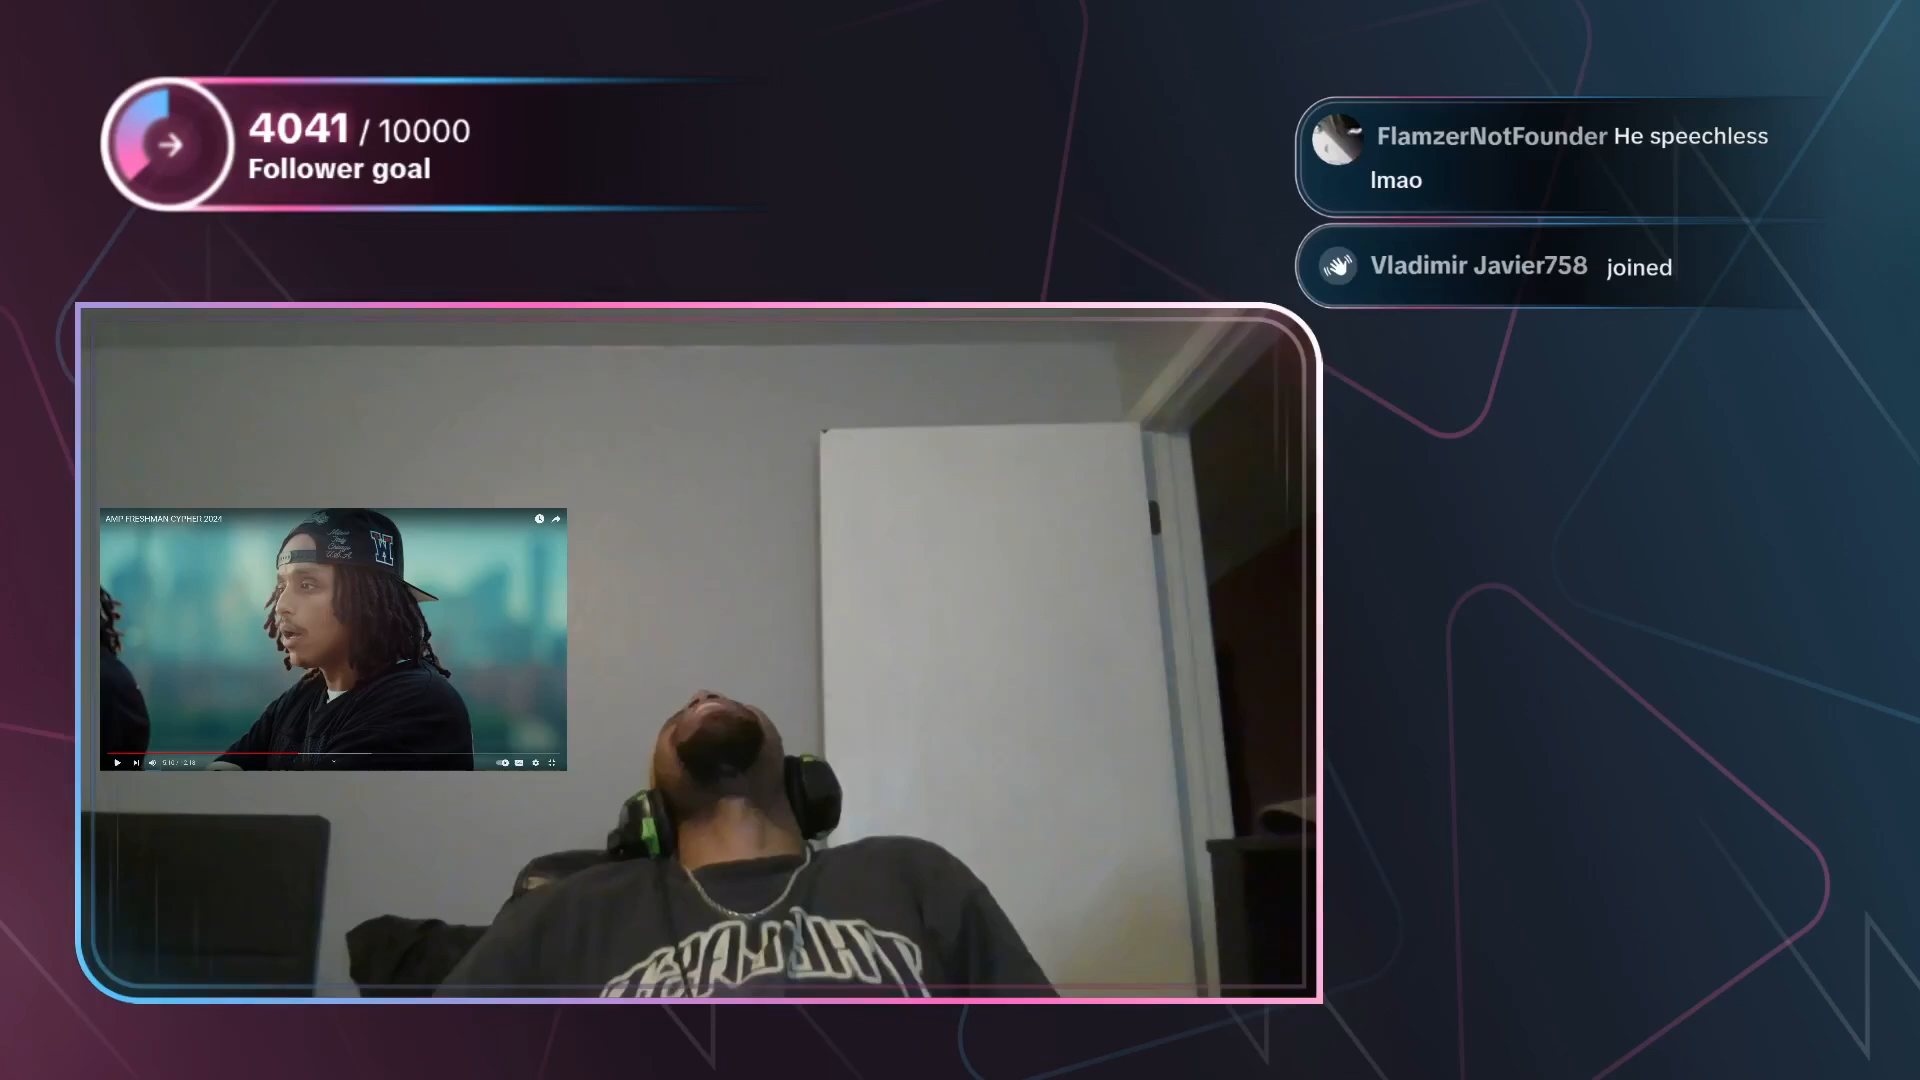 4041 / 10000
Follower goal
FlamzerNotFounder He speechless
lmao
Vladimir Javier758 joined
AMP FRESHMAN CYPHER 2024